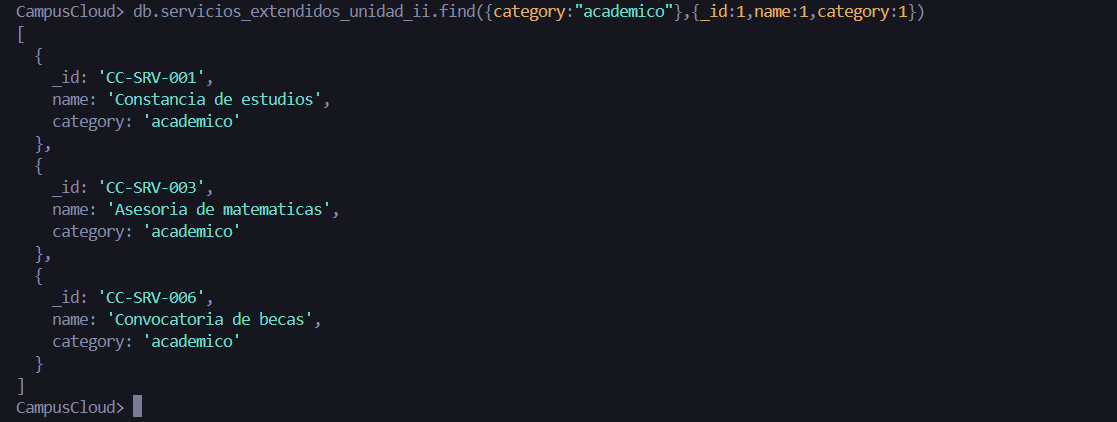 CampusCloud> db.servicios_extendidos_unidad_ii.find({category:"academico"},{_id:1,name:1,category:1})
[
  {
    _id: 'CC-SRV-001',
    name: 'Constancia de estudios',
    category: 'academico'
  },
  {
    _id: 'CC-SRV-003',
    name: 'Asesoria de matematicas',
    category: 'academico'
  },
  {
    _id: 'CC-SRV-006',
    name: 'Convocatoria de becas',
    category: 'academico'
  }
]
CampusCloud>